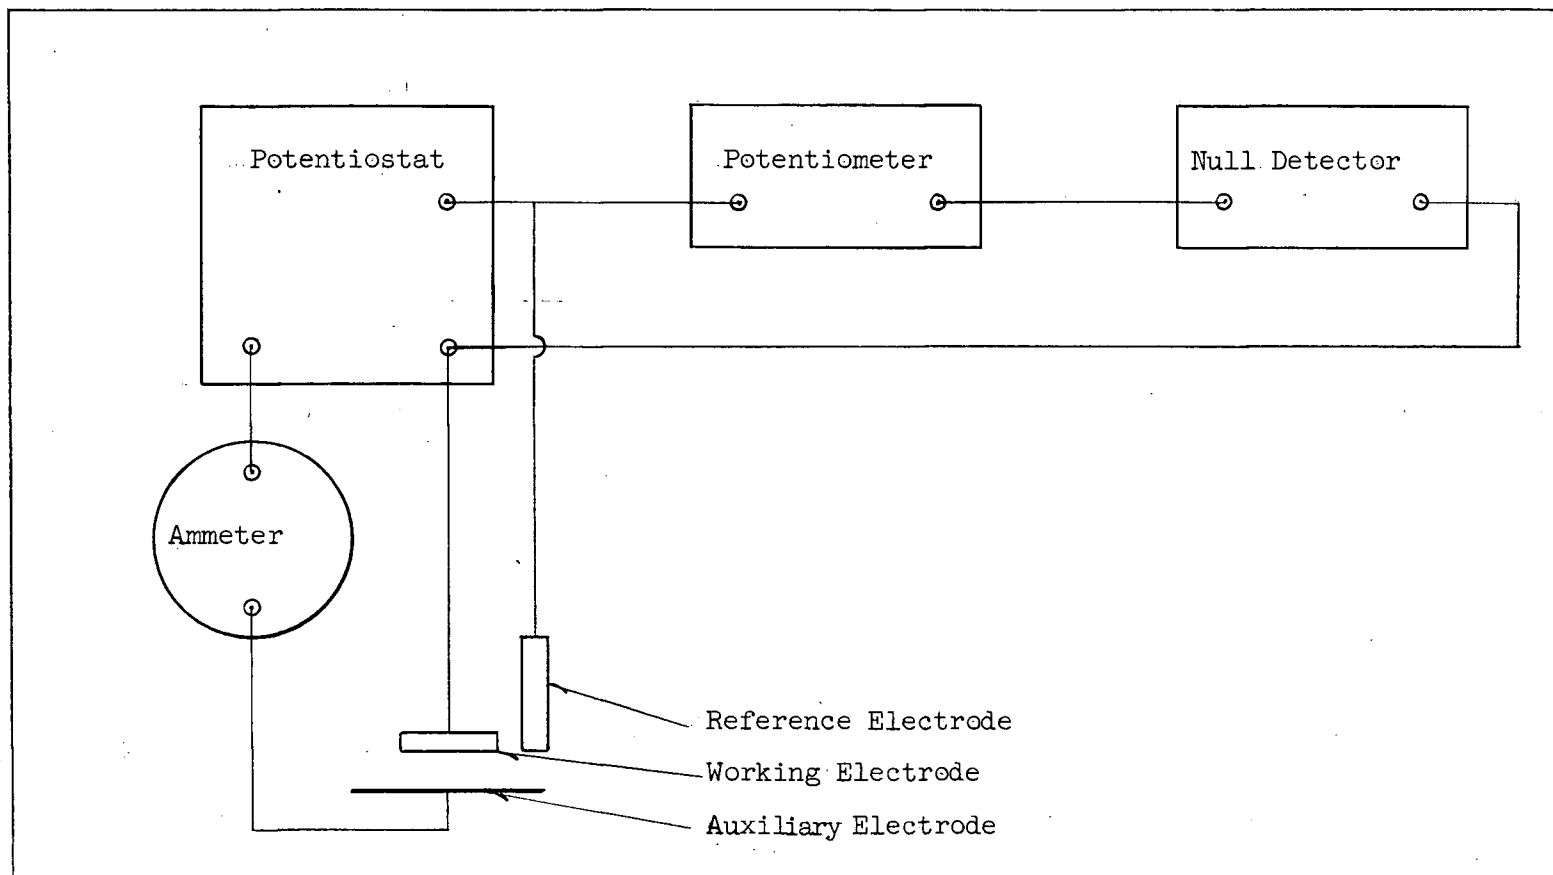 Potentiostat
Potentiometer
Null Detector
Ammeter
Reference Electrode
Working Electrode
Auxiliary Electrode